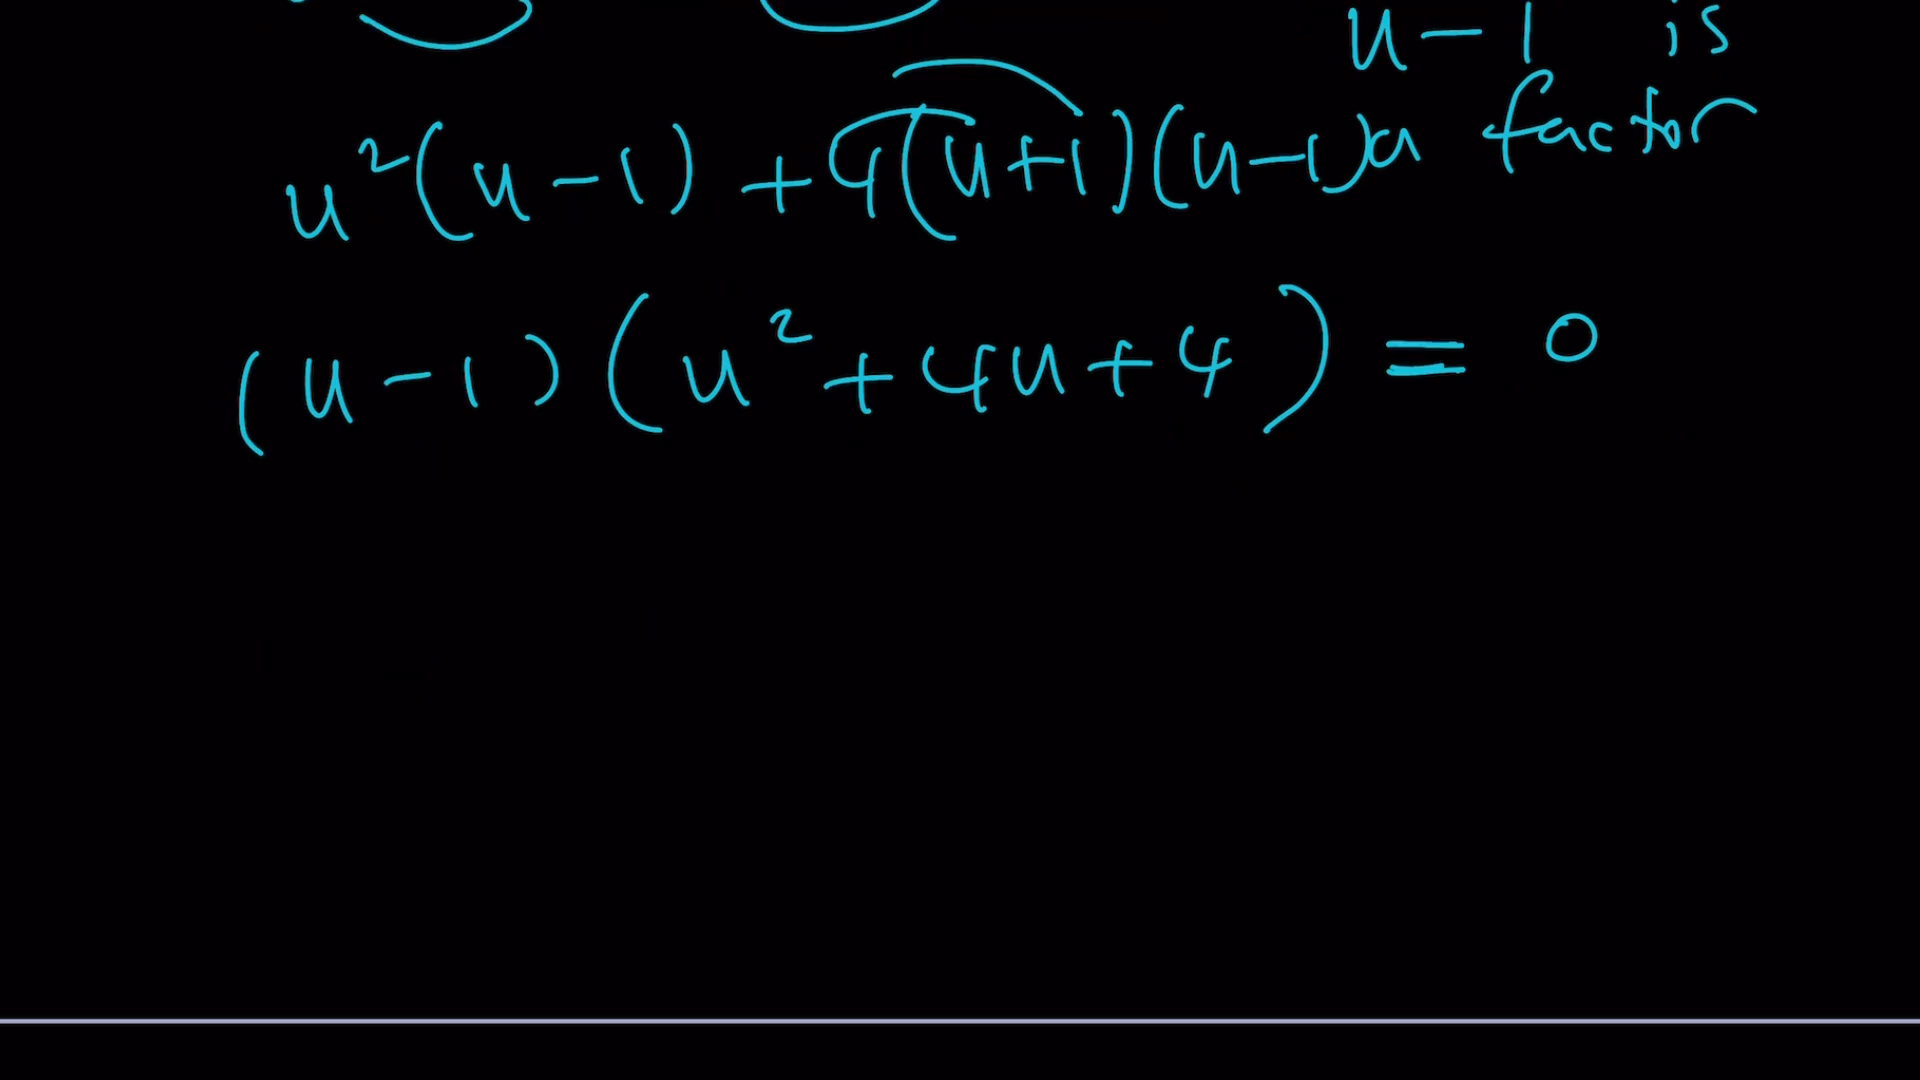 u - 1 is
u²(u - 1) + 4(u + 1)(u - 1) a factor
(u - 1)(u² + 4u + 4) = 0